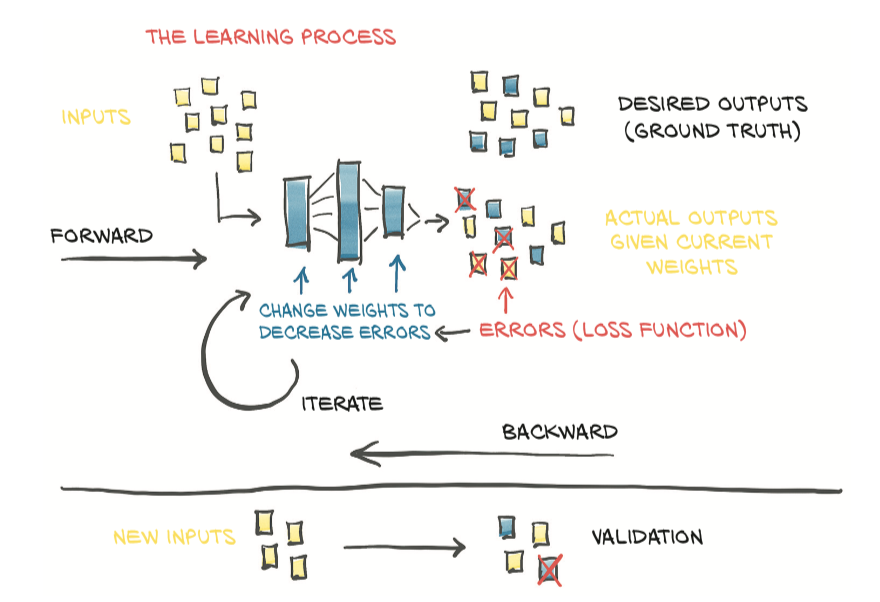 THE LEARNING PROCESS
INPUTS
DESIRED OUTPUTS
(GROUND TRUTH)
FORWARD
ACTUAL OUTPUTS
GIVEN CURRENT
WEIGHTS
CHANGE WEIGHTS TO
DECREASE ERRORS
ERRORS (LOSS FUNCTION)
ITERATE
BACKWARD
NEW INPUTS
VALIDATION